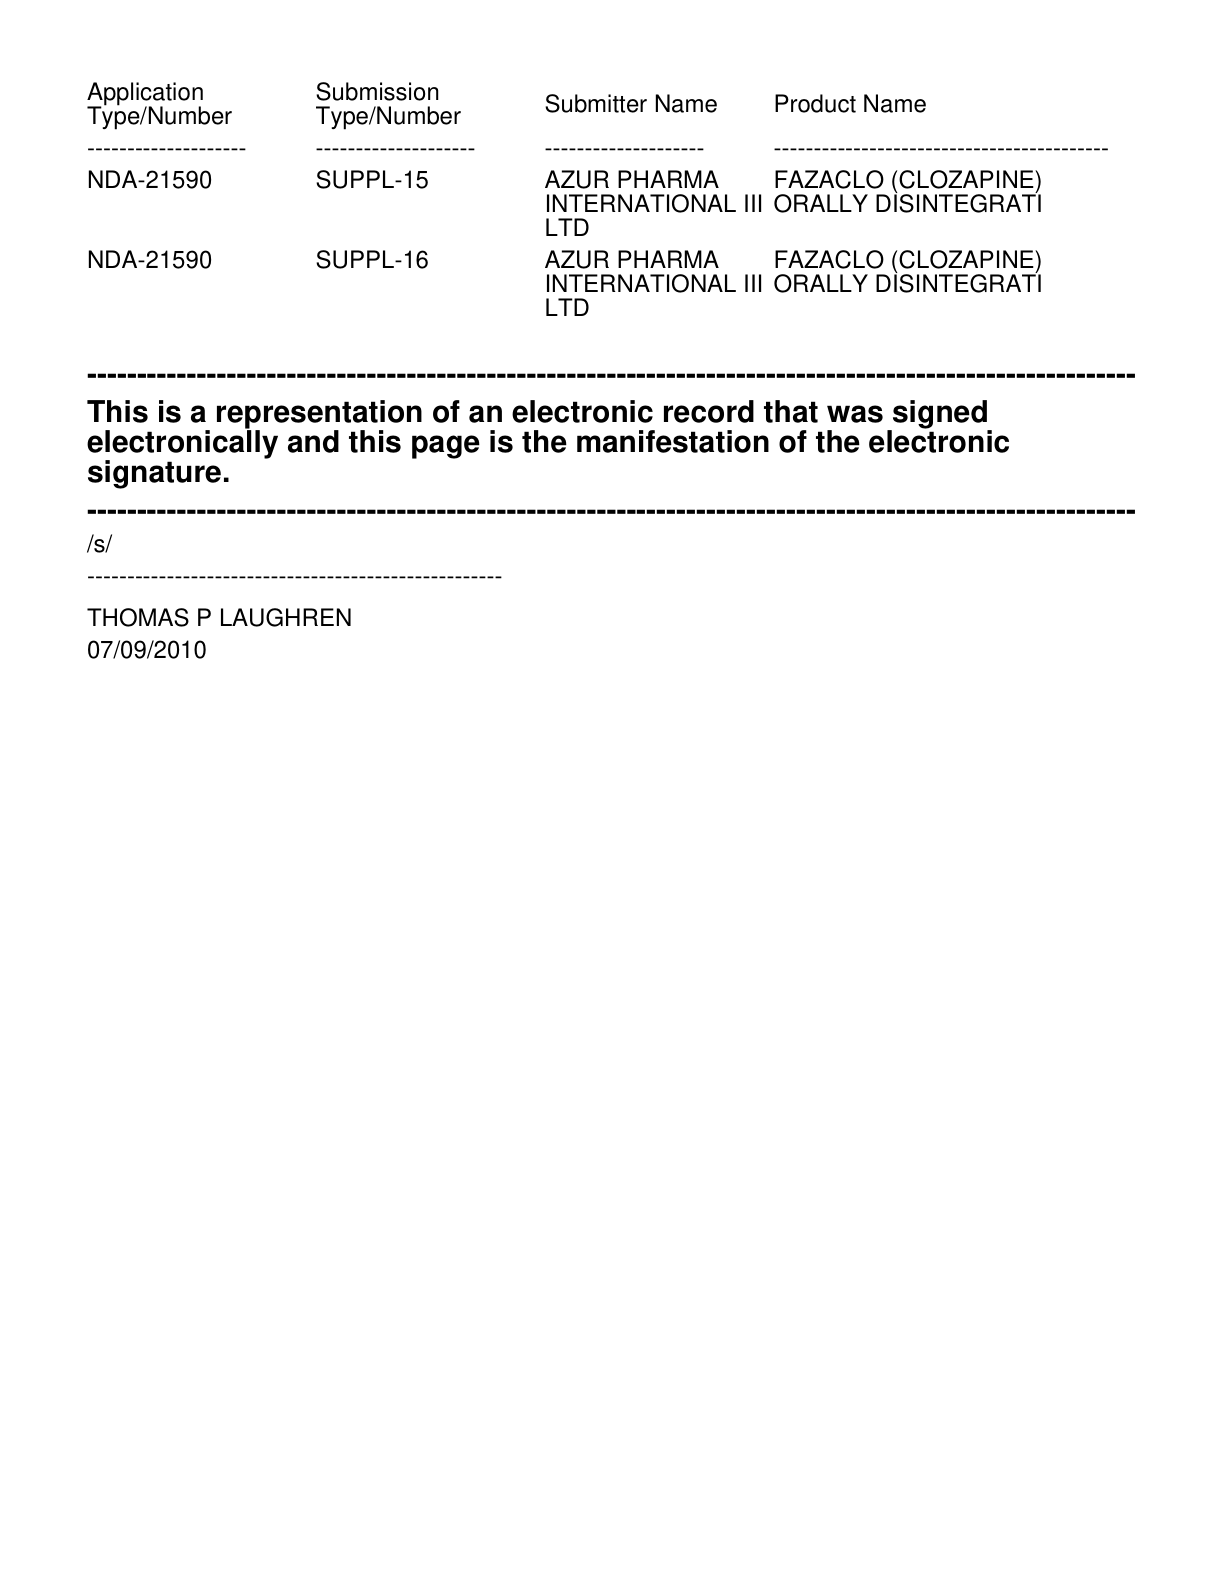 Application Type/Number Submission Type/Number Submitter Name Product Name
-------------------- -------------------- -------------------- ------------------------------------------
NDA-21590 SUPPL-15 AZUR PHARMA FAZACLO (CLOZAPINE)
INTERNATIONAL III ORALLY DISINTEGRATI
LTD
NDA-21590 SUPPL-16 AZUR PHARMA FAZACLO (CLOZAPINE)
INTERNATIONAL III ORALLY DISINTEGRATI
LTD
---------------------------------------------------------------------------------------------------------
This is a representation of an electronic record that was signed
electronically and this page is the manifestation of the electronic
signature.
---------------------------------------------------------------------------------------------------------
/s/
----------------------------------------------------
THOMAS P LAUGHREN
07/09/2010